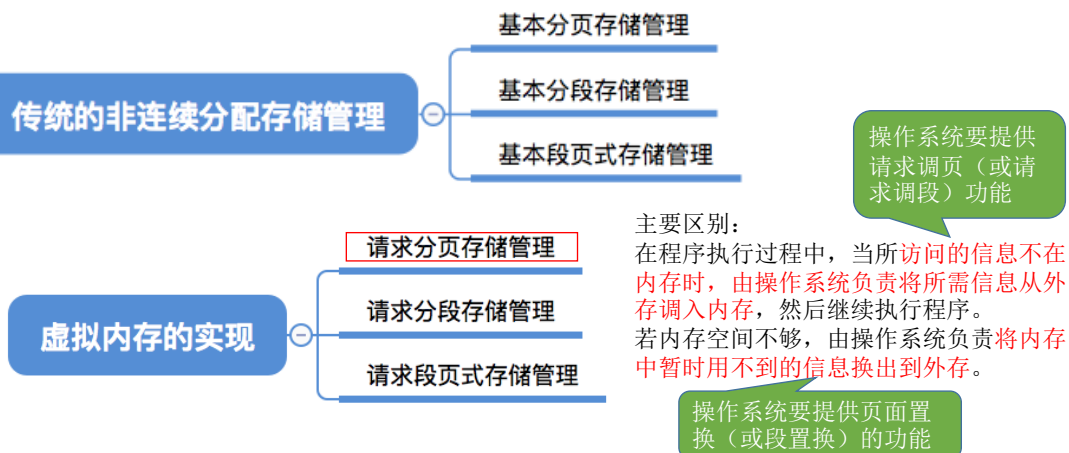 基本分页存储管理
基本分段存储管理
传统的非连续分配存储管理
基本段页式存储管理
操作系统要提供
请求调页（或请
求调段）功能
请求分页存储管理
请求分段存储管理
虚拟内存的实现
请求段页式存储管理
主要区别：
在程序执行过程中，当所访问的信息不在
内存时，由操作系统负责将所需信息从外
存调入内存，然后继续执行程序。
若内存空间不够，由操作系统负责将内存
中暂时用不到的信息换出到外存。
操作系统要提供页面置
换（或段置换）的功能